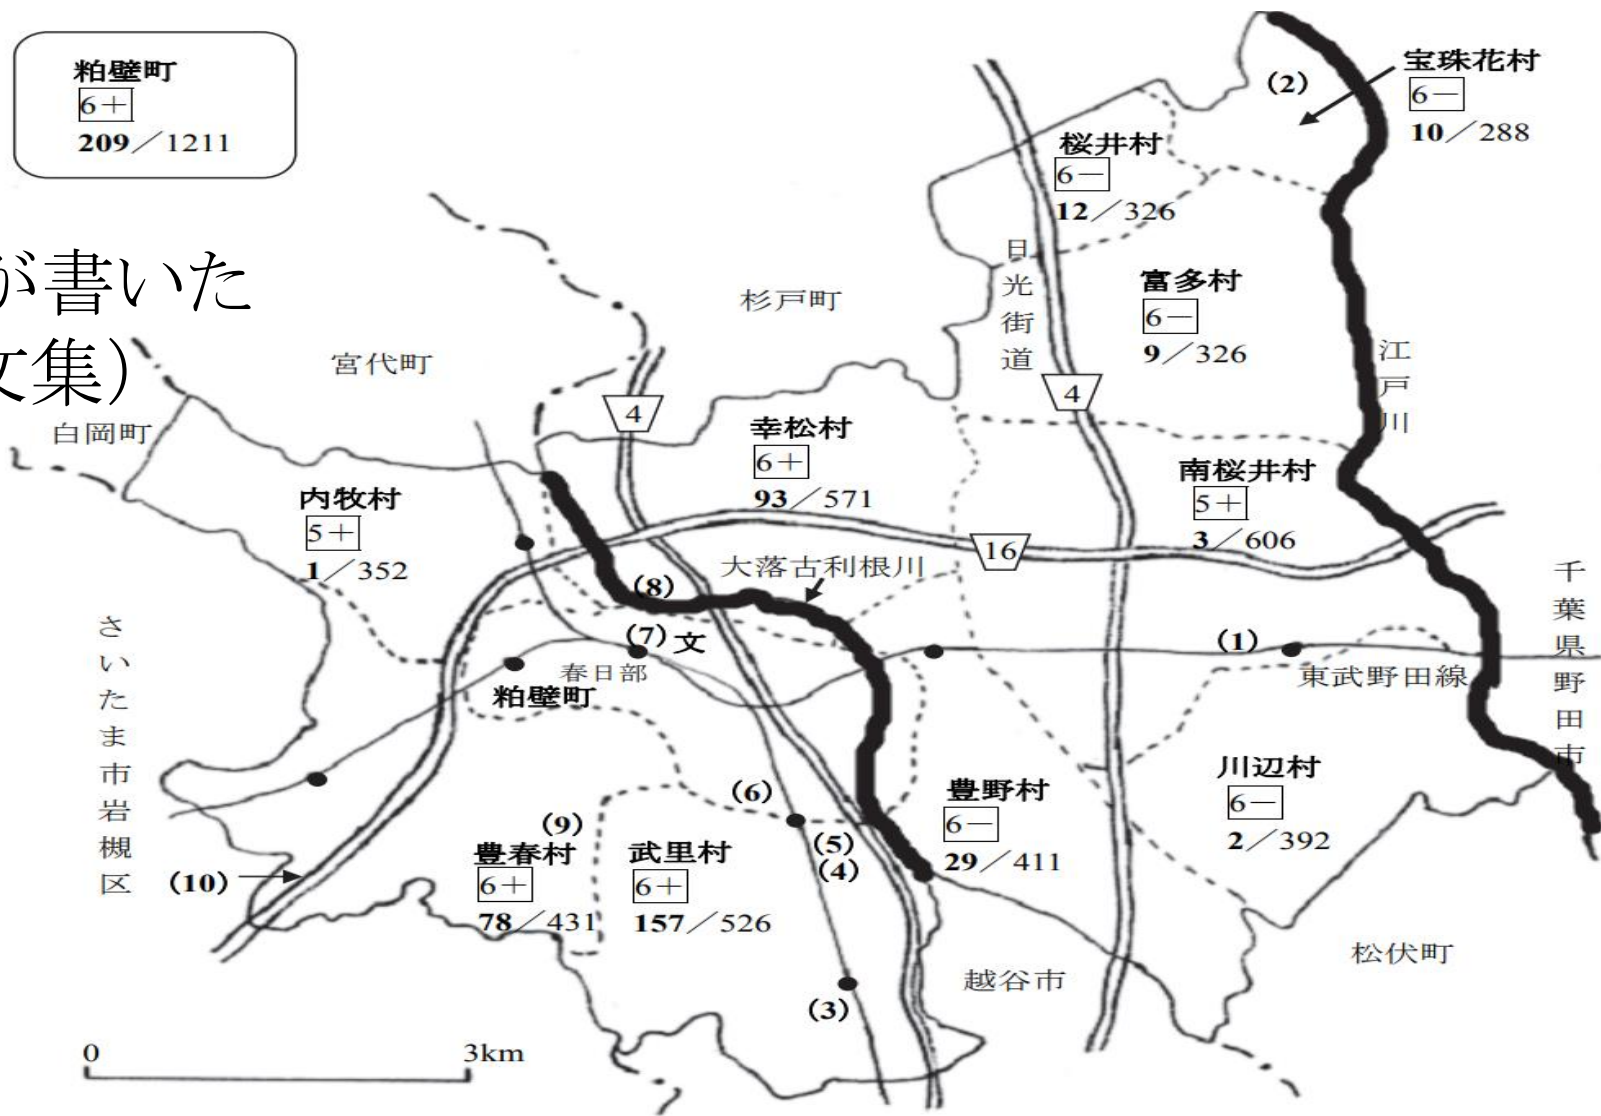 粕壁町
6+
209／1211
が書いた
文集）
宝珠花村
6−
10／288
(2)
桜井村
6−
12／326
日光街道
富多村
6−
9／326
江戸川
杉戸町
宮代町
白岡町
4
4
幸松村
6+
93／571
南桜井村
5+
3／606
内牧村
5+
1／352
16
大落古利根川
(8)
(7)
文
春日部
粕壁町
(1)
東武野田線
千葉県野田市
さいたま市岩槻区
川辺村
6−
2／392
豊野村
6−
29／411
(6)
(5)
(4)
(9)
豊春村
6+
78／431
武里村
6+
157／526
(10)
(3)
越谷市
松伏町
0
3km